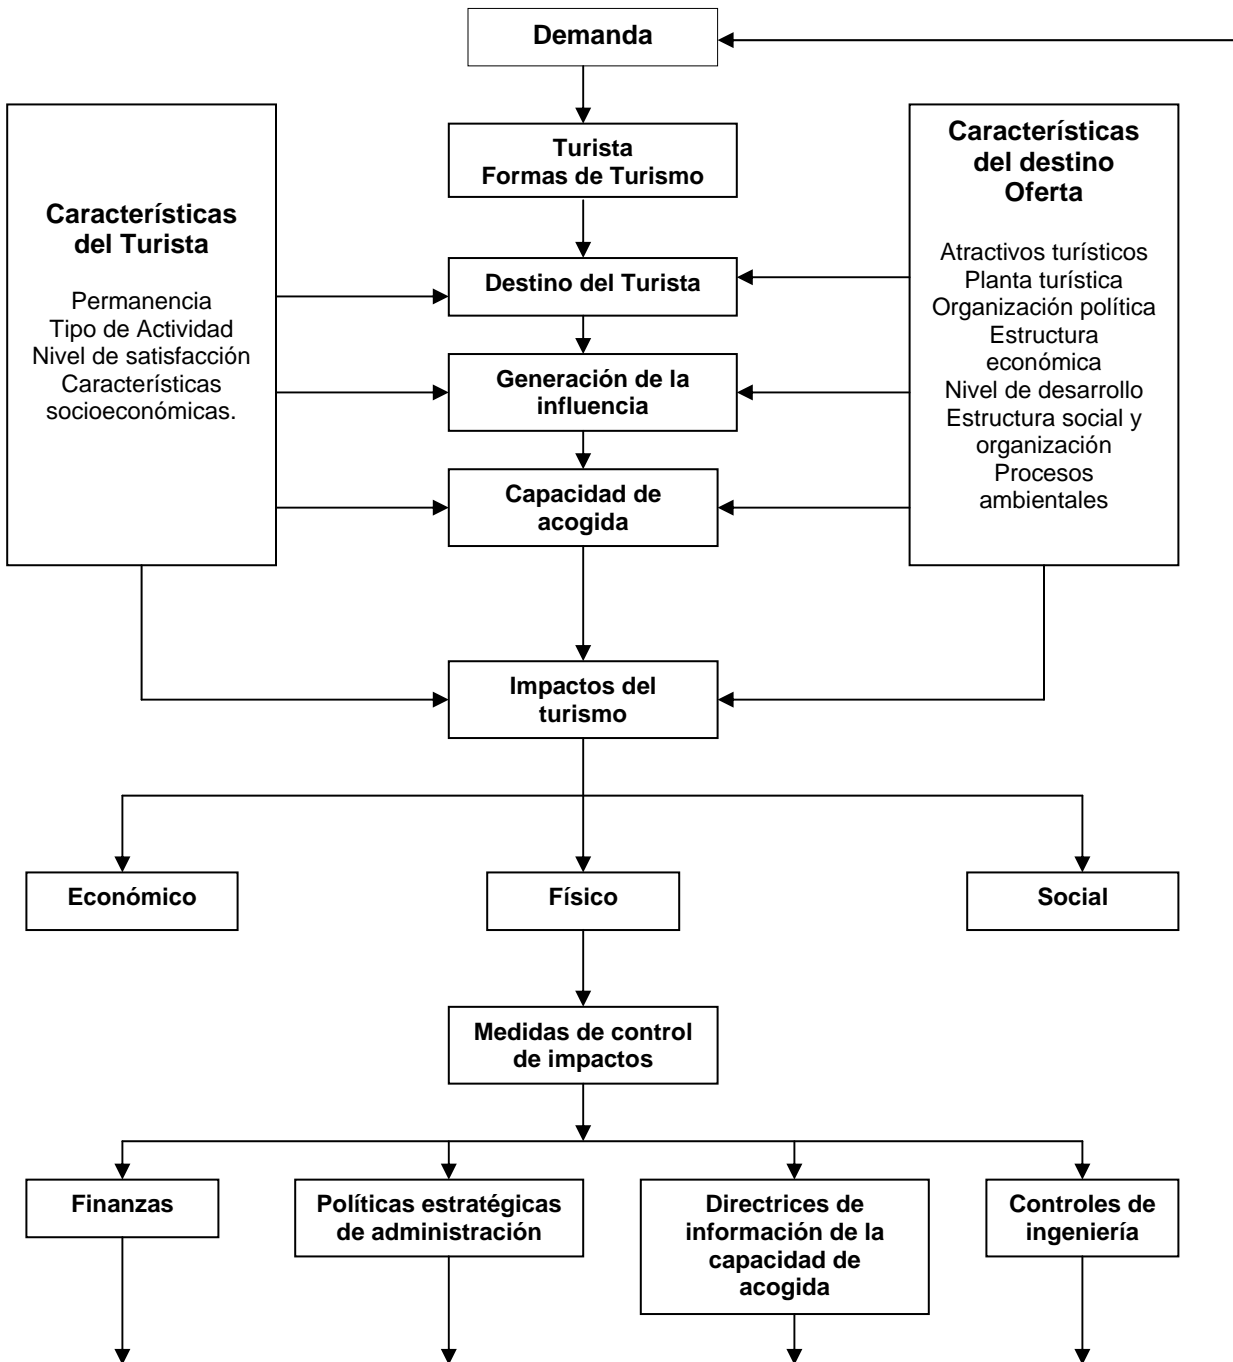 Demanda
Turista
Formas de Turismo
Características
del Turista
Permanencia
Tipo de Actividad
Nivel de satisfacción
Características
socioeconómicas.
Destino del Turista
Generación de la
influencia
Capacidad de
acogida
Características
del destino
Oferta
Atractivos turísticos
Planta turística
Organización política
Estructura
económica
Nivel de desarrollo
Estructura social y
organización
Procesos
ambientales
Impactos del
turismo
Económico
Físico
Social
Medidas de control
de impactos
Finanzas
Políticas estratégicas
de administración
Directrices de
información de la
capacidad de
acogida
Controles de
ingeniería